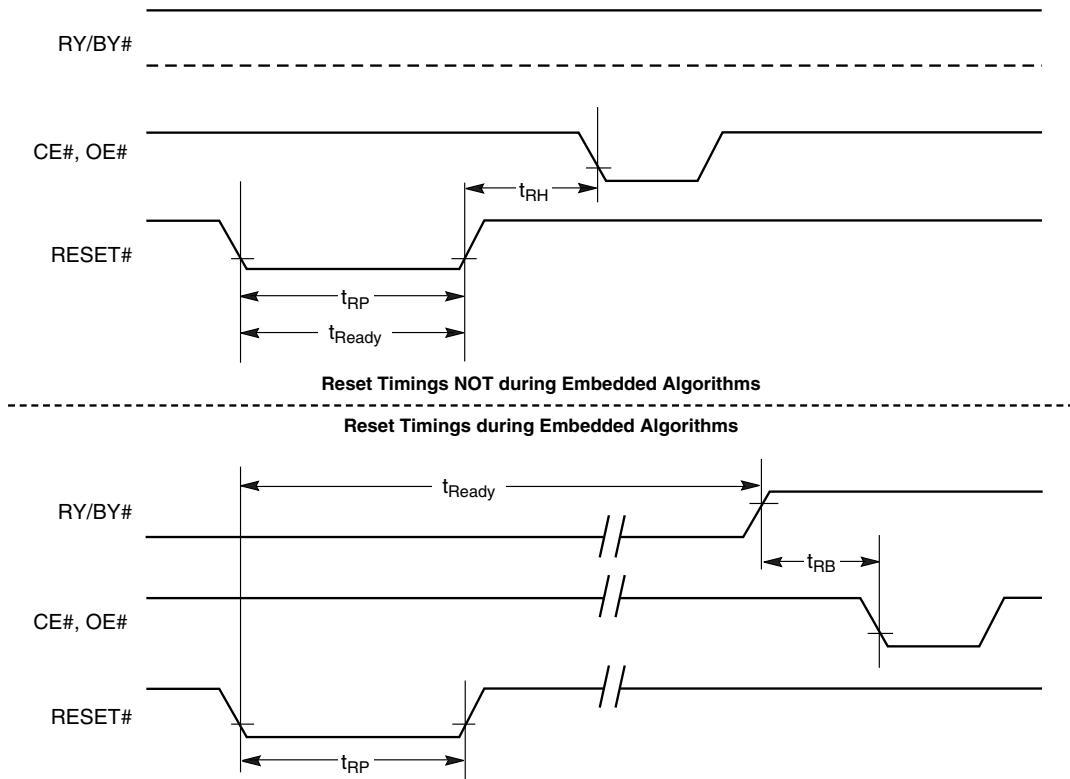 RY/BY#
CE#, OE#
tRH
RESET#
tRP
tReady
Reset Timings NOT during Embedded Algorithms
Reset Timings during Embedded Algorithms
tReady
RY/BY#
tRB
CE#, OE#
RESET#
tRP